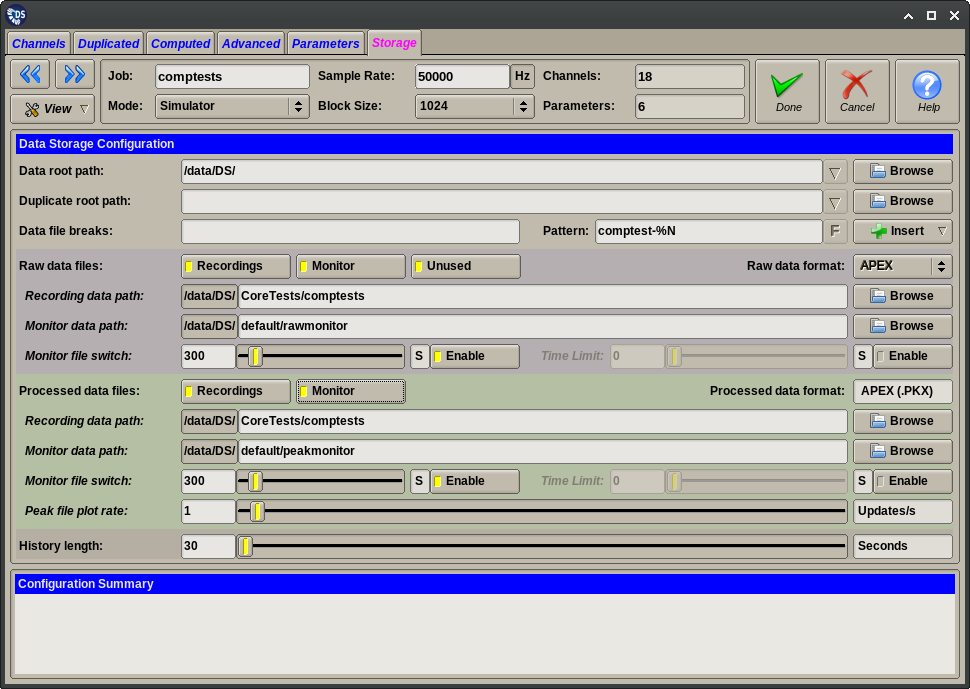 DS
Channels Duplicated Computed Advanced Parameters Storage
Job: comptests Sample Rate: 50000 Hz Channels: 18
View Mode: Simulator Block Size: 1024 Parameters: 6 Done Cancel Help
Data Storage Configuration
Data root path: /data/DS/ Browse
Duplicate root path: Browse
Data file breaks: Pattern: comptest-%N F Insert
Raw data files: Recordings Monitor Unused Raw data format: APEX
Recording data path: /data/DS/ CoreTests/comptests Browse
Monitor data path: /data/DS/ default/rawmonitor Browse
Monitor file switch: 300 S Enable Time Limit: 0 S Enable
Processed data files: Recordings Monitor Processed data format: APEX (.PKX)
Recording data path: /data/DS/ CoreTests/comptests Browse
Monitor data path: /data/DS/ default/peakmonitor Browse
Monitor file switch: 300 S Enable Time Limit: 0 S Enable
Peak file plot rate: 1 Updates/s
History length: 30 Seconds
Configuration Summary